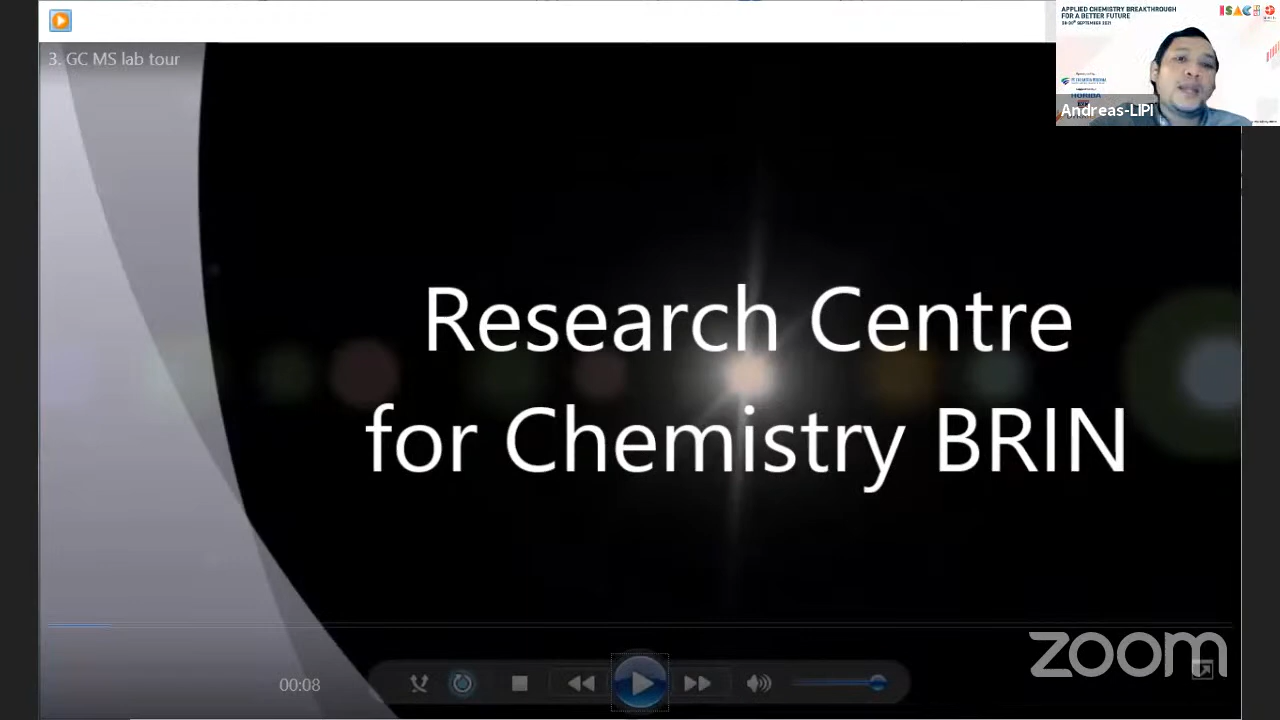 3. GC MS lab tour
APPLIED CHEMISTRY BREAKTHROUGH
FOR A BETTER FUTURE
ISAC
HORIBA
Andreas-LIPI
Research Centre
for Chemistry BRIN
00:08
zoom